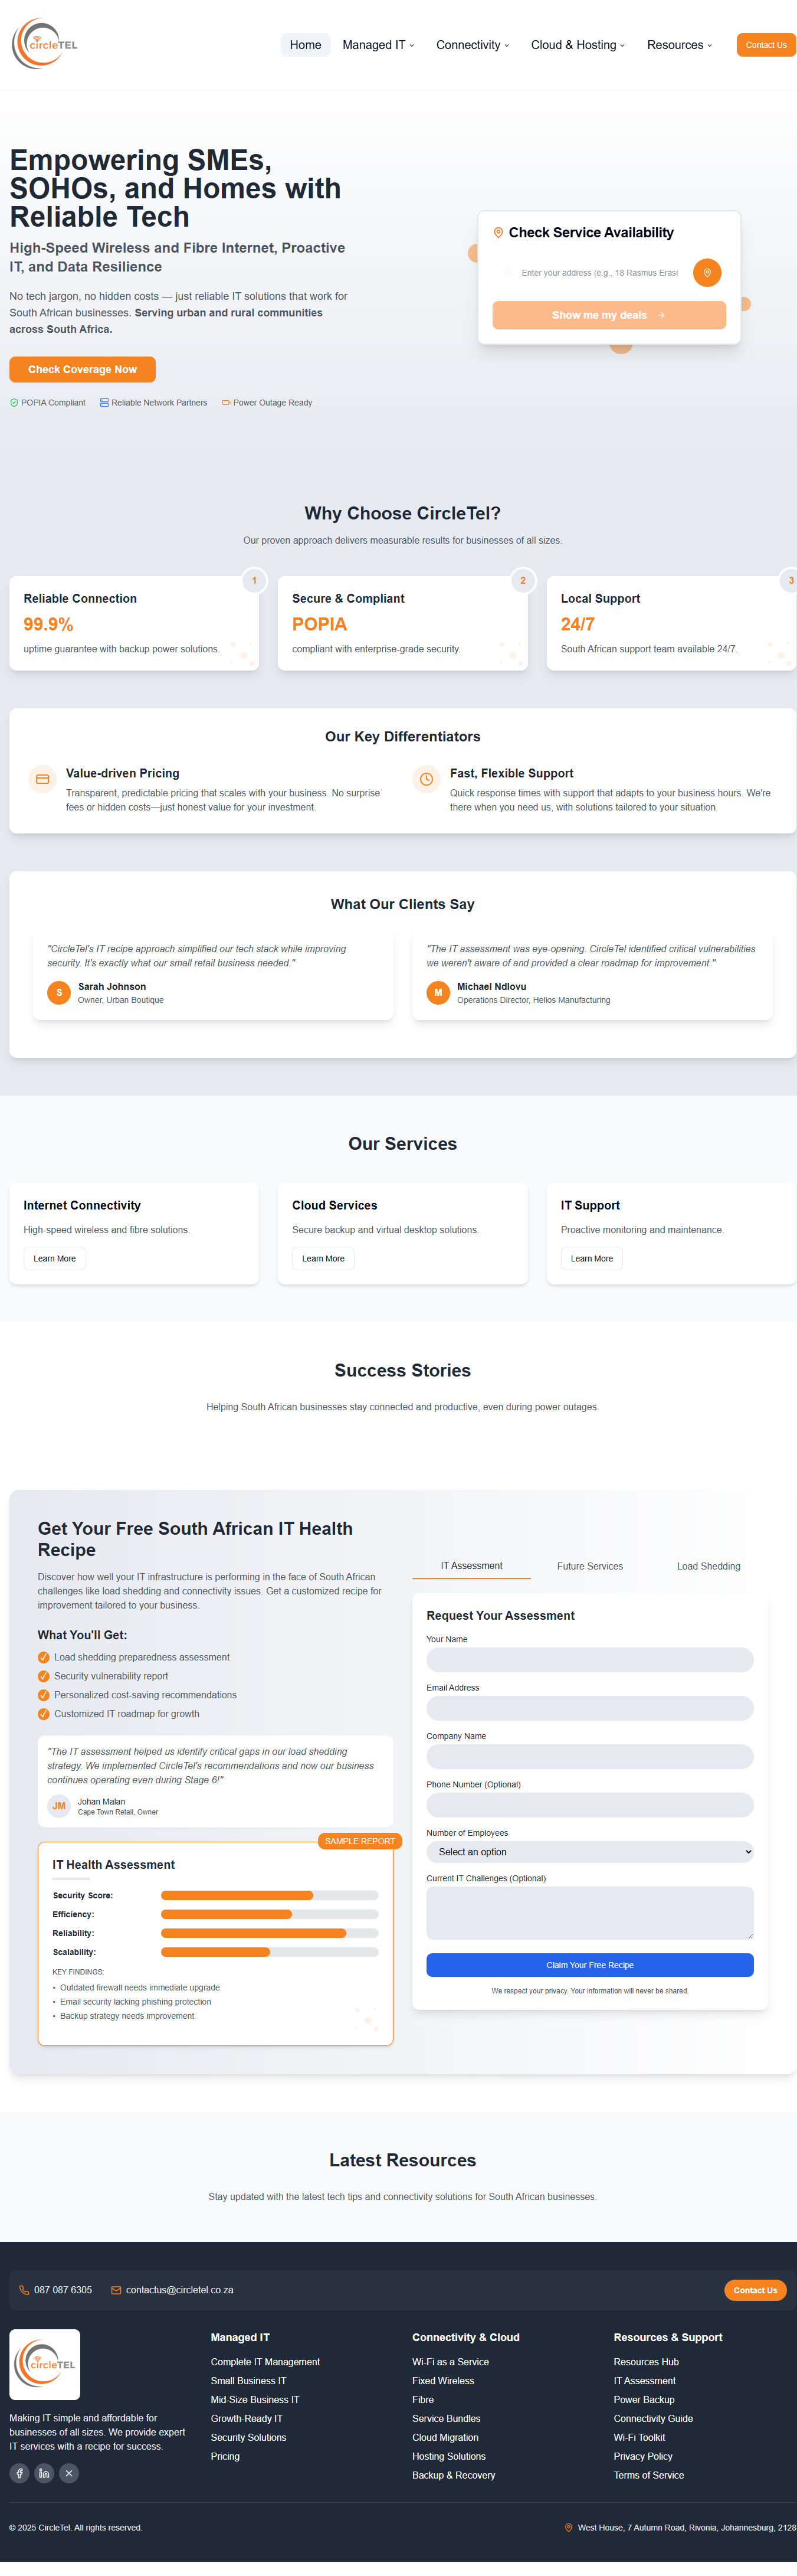 circleTEL
Home
Managed IT
Connectivity
Cloud & Hosting
Resources
Contact Us
Empowering SMEs,
SOHOs, and Homes with
Reliable Tech
High-Speed Wireless and Fibre Internet, Proactive
IT, and Data Resilience
No tech jargon, no hidden costs — just reliable IT solutions that work for
South African businesses. Serving urban and rural communities
across South Africa.
Check Coverage Now
POPIA Compliant
Reliable Network Partners
Power Outage Ready
Check Service Availability
Enter your address (e.g., 18 Rasmus
Show me my deals
Why Choose CircleTel?
Our proven approach delivers measurable results for businesses of all sizes.
1
Reliable Connection
99.9%
uptime guarantee with backup power solutions.
2
Secure & Compliant
POPIA
compliant with enterprise-grade security.
3
Local Support
24/7
South African support team available 24/7.
Our Key Differentiators
Value-driven Pricing
Transparent, predictable pricing that scales with your business. No surprise
fees or hidden costs—just honest value for your investment.
Fast, Flexible Support
Quick response times with support that adapts to your business hours. We're
there when you need us, with solutions tailored to your situation.
What Our Clients Say
"CircleTel's IT recipe approach simplified our tech stack while improving
security. It's exactly what our small retail business needed."
S
Sarah Johnson
Owner, Urban Boutique
"The IT assessment was eye-opening. CircleTel identified critical vulnerabilities
we weren't aware of and provided a clear roadmap for improvement."
M
Michael Ndlovu
Operations Director, Helios Manufacturing
Our Services
Internet Connectivity
High-speed wireless and fibre solutions.
Learn More
Cloud Services
Secure backup and virtual desktop solutions.
Learn More
IT Support
Proactive monitoring and maintenance.
Learn More
Success Stories
Helping South African businesses stay connected and productive, even during power outages.
Get Your Free South African IT Health
Recipe
Discover how well your IT infrastructure is performing in the face of South African
challenges like load shedding and connectivity issues. Get a customized recipe for
improvement tailored to your business.
What You'll Get:
✓ Load shedding preparedness assessment
✓ Security vulnerability report
✓ Personalized cost-saving recommendations
✓ Customized IT roadmap for growth
"The IT assessment helped us identify critical gaps in our load shedding
strategy. We implemented CircleTel's recommendations and now our business
continues operating even during Stage 6!"
JM
Johan Malan
Cape Town Retail, Owner
SAMPLE REPORT
IT Health Assessment
Security Score:
Efficiency:
Reliability:
Scalability:
KEY FINDINGS:
• Outdated firewall needs immediate upgrade
• Email security lacking phishing protection
• Backup strategy needs improvement
IT Assessment
Future Services
Load Shedding
Request Your Assessment
Your Name
Email Address
Company Name
Phone Number (Optional)
Number of Employees
Select an option
Current IT Challenges (Optional)
Claim Your Free Recipe
We respect your privacy. Your information will never be shared.
Latest Resources
Stay updated with the latest tech tips and connectivity solutions for South African businesses.
087 087 6305
contactus@circletel.co.za
Contact Us
circleTEL
Making IT simple and affordable for
businesses of all sizes. We provide expert
IT services with a recipe for success.
Managed IT
Complete IT Management
Small Business IT
Mid-Size Business IT
Growth-Ready IT
Security Solutions
Pricing
Connectivity & Cloud
Wi-Fi as a Service
Fixed Wireless
Fibre
Service Bundles
Cloud Migration
Hosting Solutions
Backup & Recovery
Resources & Support
Resources Hub
IT Assessment
Power Backup
Connectivity Guide
Wi-Fi Toolkit
Privacy Policy
Terms of Service
© 2025 CircleTel. All rights reserved.
West House, 7 Autumn Road, Rivonia, Johannesburg, 2128